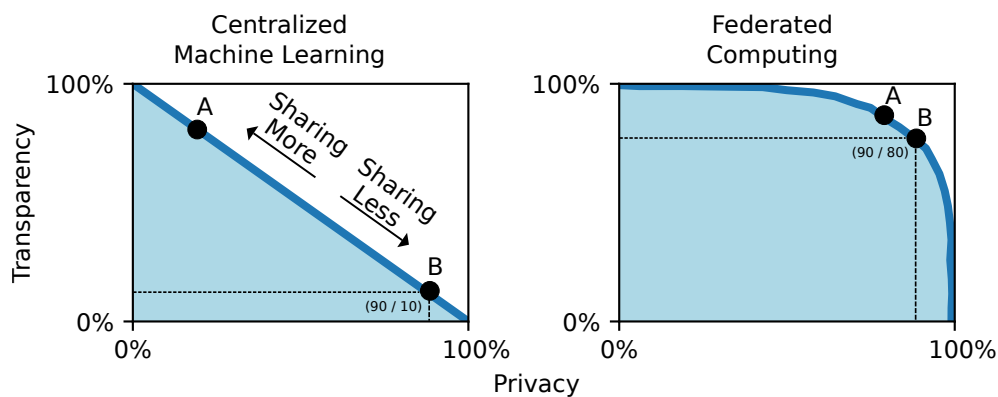 Centralized
Machine Learning
Federated
Computing
100%
A
Sharing
More
Sharing
Less
B
(90 / 10)
0%
0%
100%
Transparency
100%
A
B
(90 / 80)
0%
0%
100%
Privacy